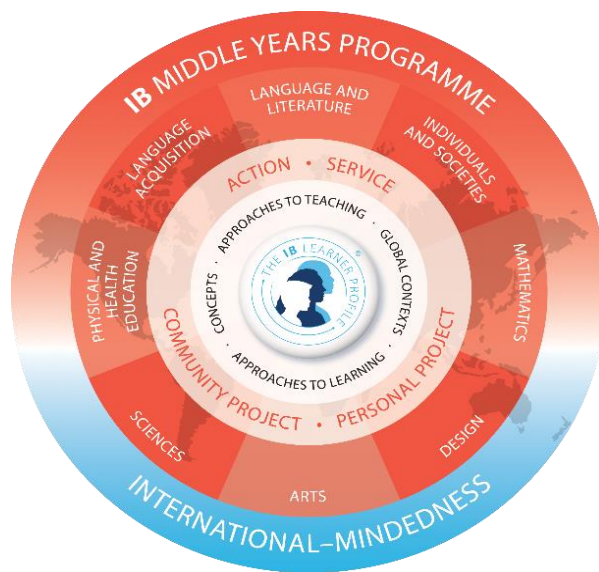 IB MIDDLE YEARS PROGRAMME
LANGUAGE AND
LITERATURE
INDIVIDUALS
AND SOCIETIES
MATHEMATICS
DESIGN
ARTS
SCIENCES
PHYSICAL AND
HEALTH
EDUCATION
LANGUAGE
ACQUISITION
ACTION • SERVICE
PERSONAL PROJECT
• COMMUNITY PROJECT
APPROACHES TO TEACHING ·
GLOBAL CONTEXTS
· APPROACHES TO LEARNING ·
CONCEPTS ·
THE IB LEARNER PROFILE ®
INTERNATIONAL–MINDEDNESS